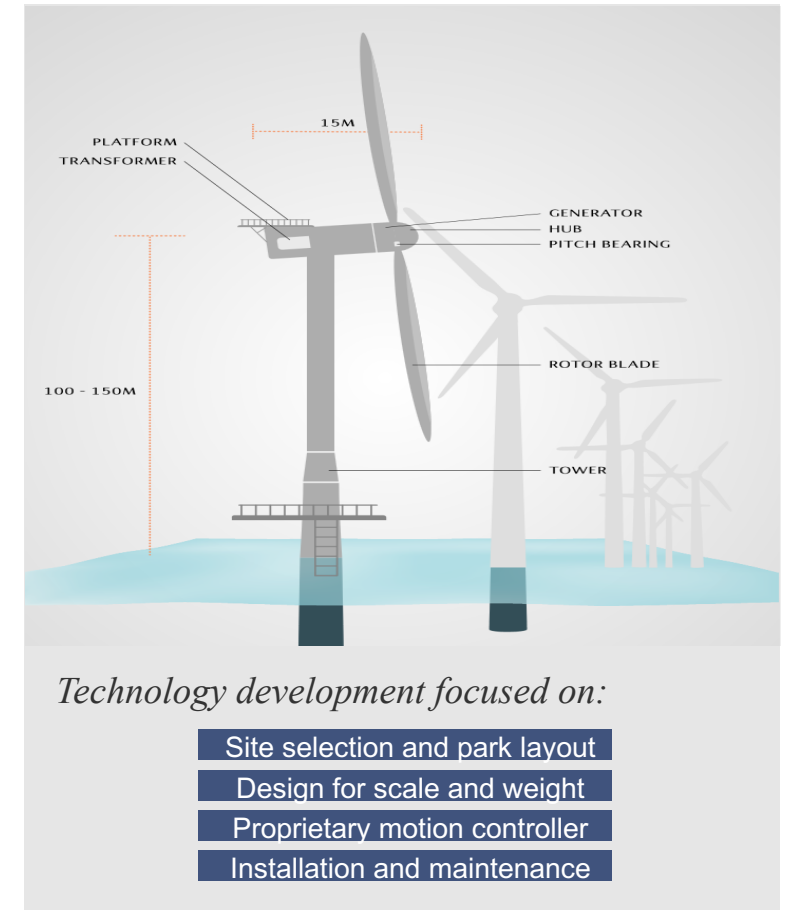 15M
PLATFORM
TRANSFORMER
GENERATOR
HUB
PITCH BEARING
ROTOR BLADE
100 - 150M
TOWER
Technology development focused on:
Site selection and park layout
Design for scale and weight
Proprietary motion controller
Installation and maintenance